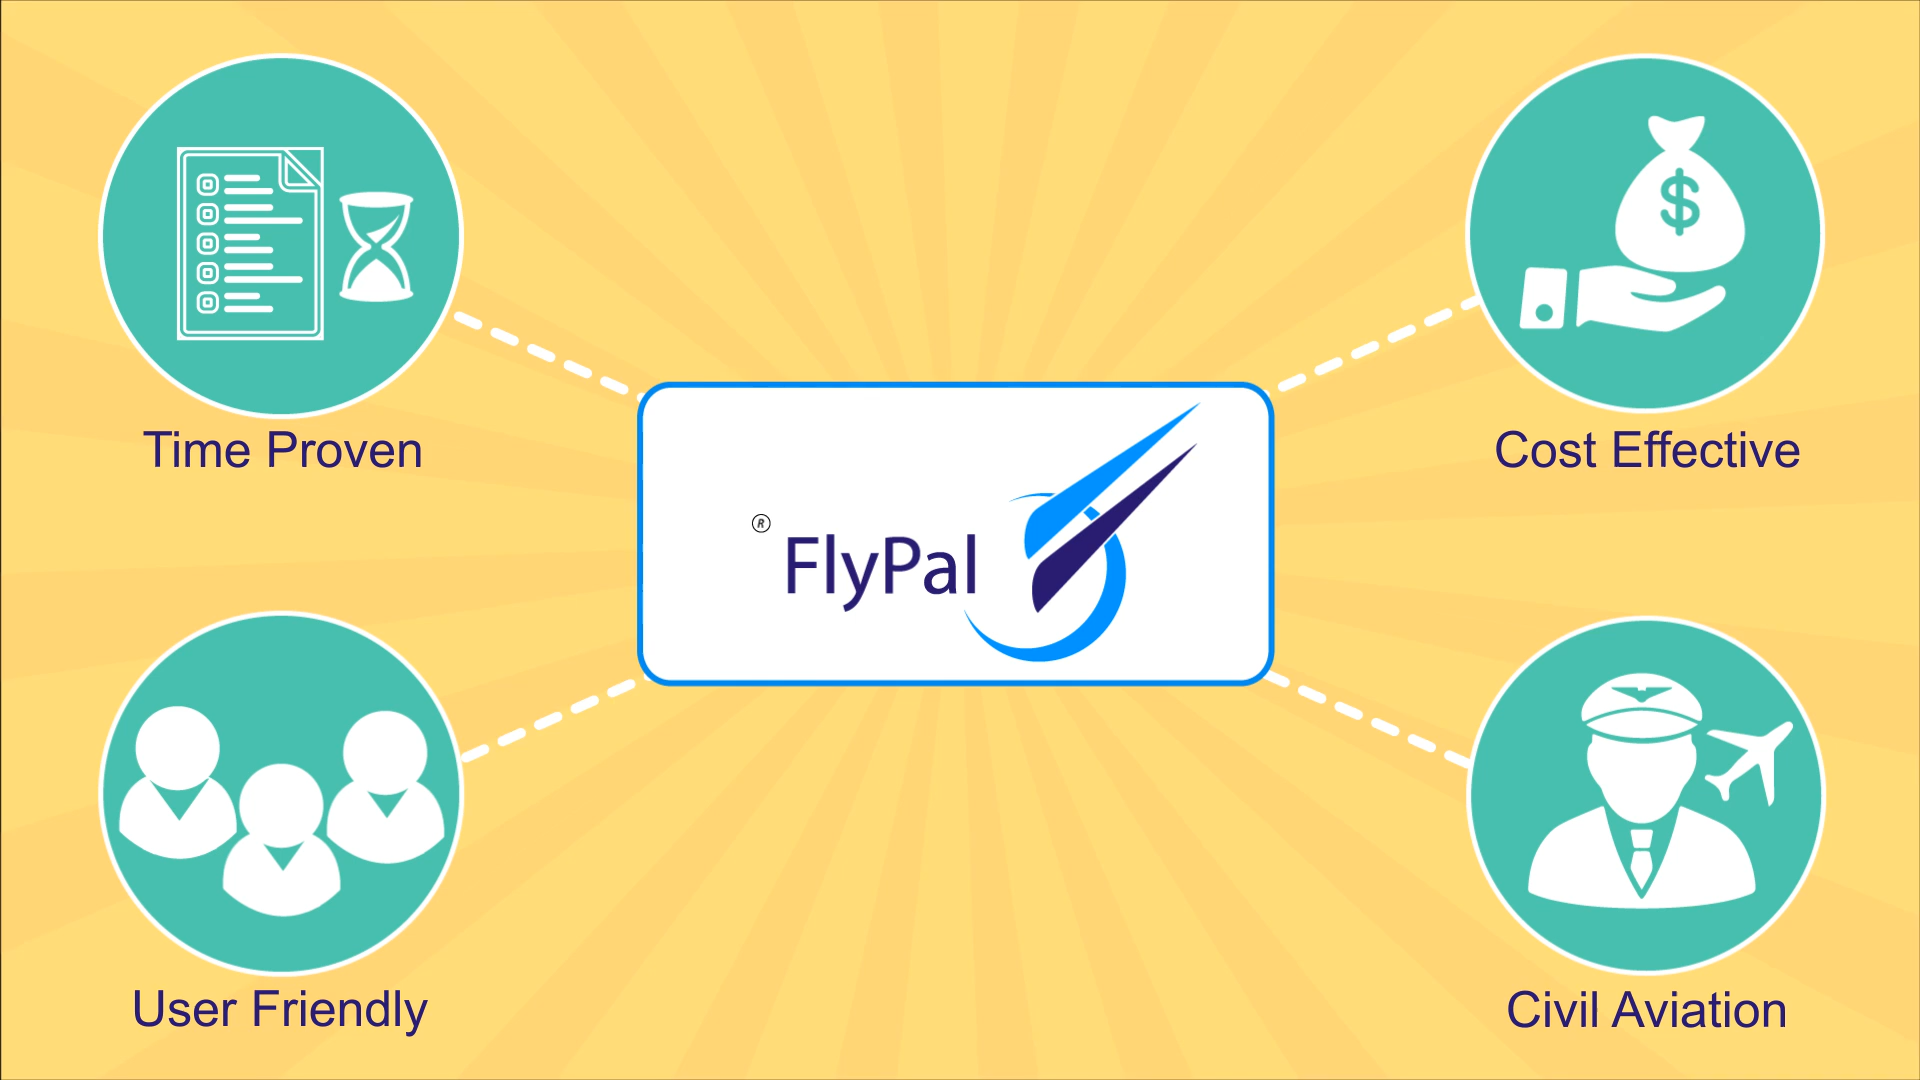 Time Proven
Cost Effective
$
® FlyPal
User Friendly
Civil Aviation